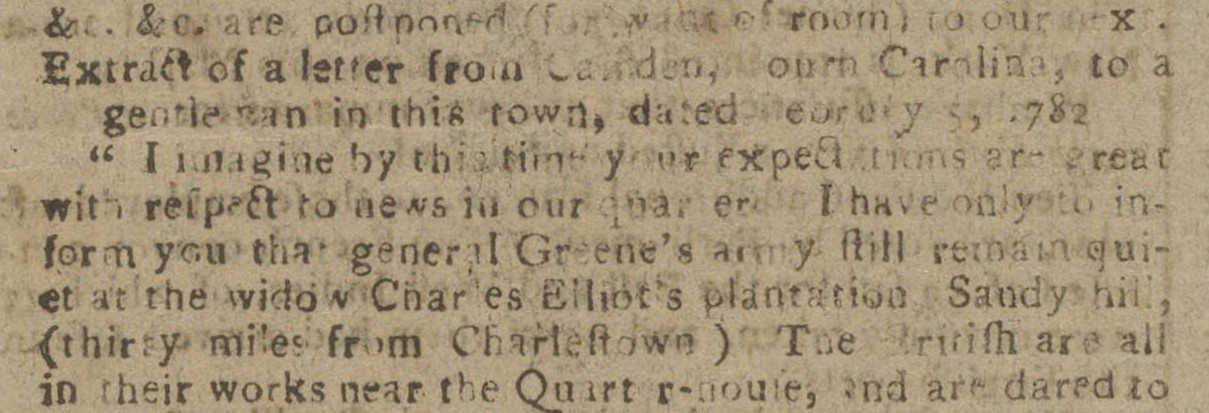 &c. &c. are poſtponed (for want of room) to our next.
Extract of a letter from Camden, South Carolina, to a
gentleman in this town, dated Febru y 5, 1782
“ I imagine by this time your expectations are great
with reſpect to news in our quarter. I have only to in-
form you that general Greene’s army ſtill remain qui-
et at the widow Charles Elliot’s plantation Sandy hill,
(thirty miles from Charleſtown ) The Britiſh are all
in their works near the Quarter-houſe, and are dared to